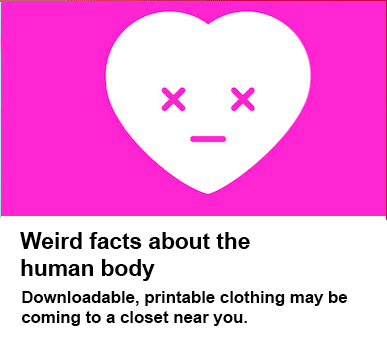 Weird facts about the
human body
Downloadable, printable clothing may be
coming to a closet near you.